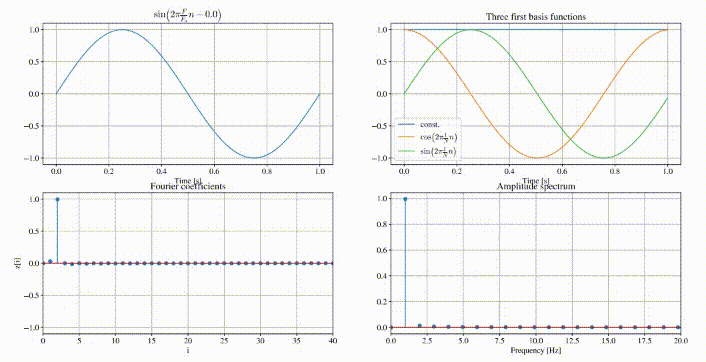 sin(2π F/Fs n − 0.0)
1.0
0.5
0.0
−0.5
−1.0
0.0 0.2 0.4 0.6 0.8 1.0
Time [s]
Three first basis functions
1.0
0.5
0.0
−0.5
−1.0
const.
cos(2π 1/N n)
sin(2π 1/N n)
0.0 0.2 0.4 0.6 0.8 1.0
Time [s]
Fourier coefficients
z[i]
1.0
0.5
0.0
−0.5
−1.0
0 5 10 15 20 25 30 35 40
i
Amplitude spectrum
1.0
0.8
0.6
0.4
0.2
0.0
0.0 2.5 5.0 7.5 10.0 12.5 15.0 17.5 20.0
Frequency [Hz]